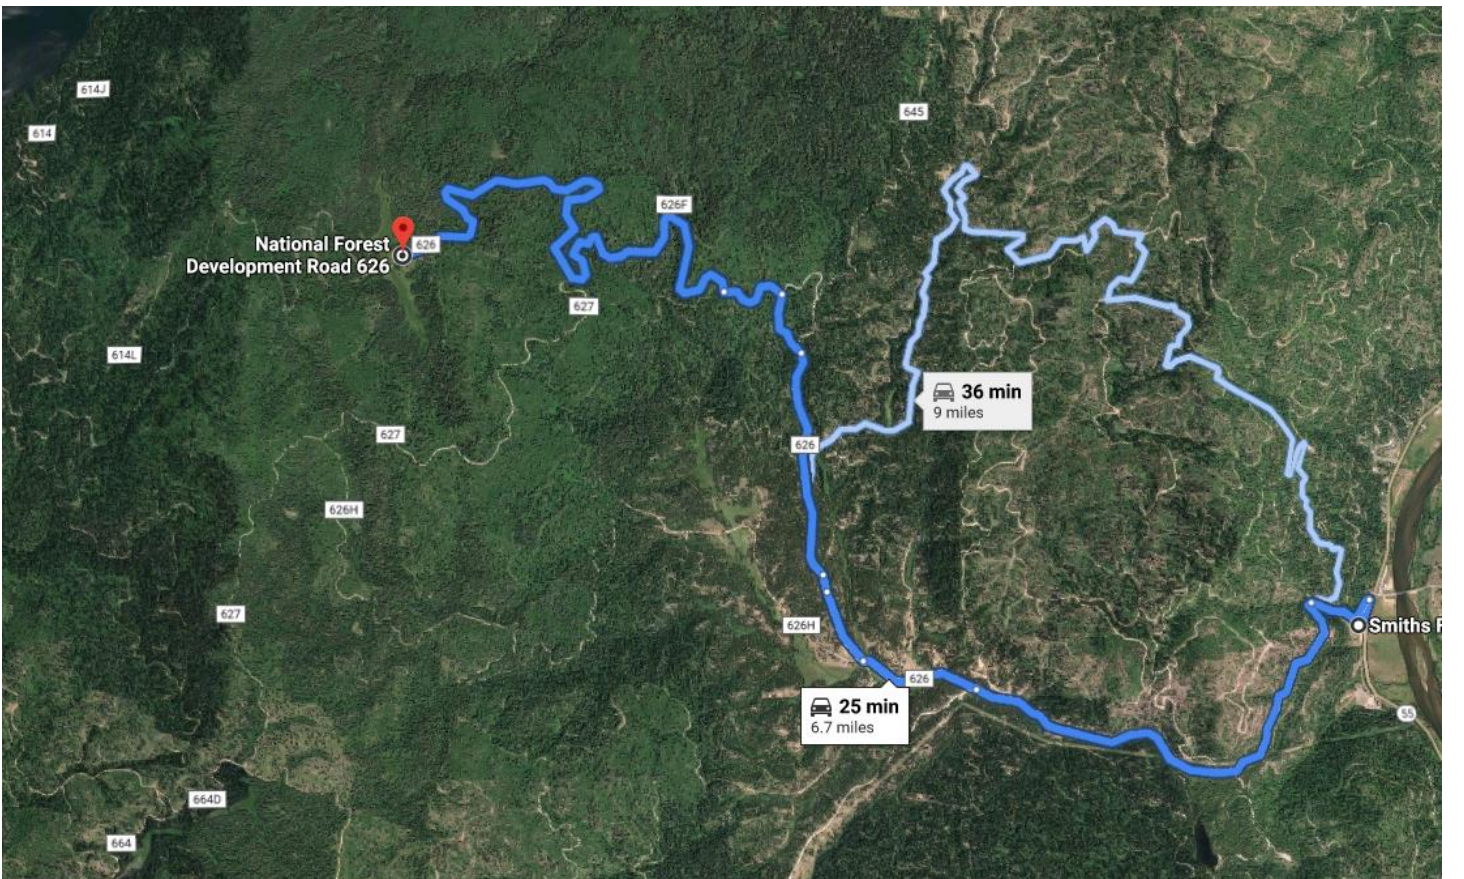 614J
614
645
626F
626
National Forest
Development Road 626
627
614L
36 min
9 miles
627
626
626H
627
626H
Smiths
626
25 min
6.7 miles
55
664D
664